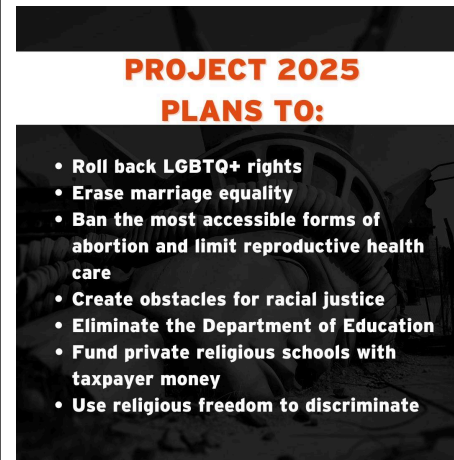 PROJECT 2025
PLANS TO:
• Roll back LGBTQ+ rights
• Erase marriage equality
• Ban the most accessible forms of
abortion and limit reproductive health
care
• Create obstacles for racial justice
• Eliminate the Department of Education
• Fund private religious schools with
taxpayer money
• Use religious freedom to discriminate